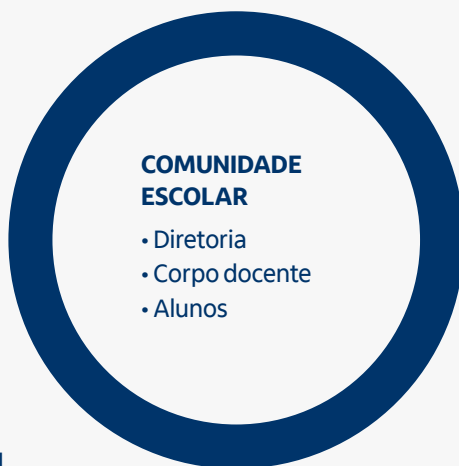 COMUNIDADE
ESCOLAR
• Diretoria
• Corpo docente
• Alunos